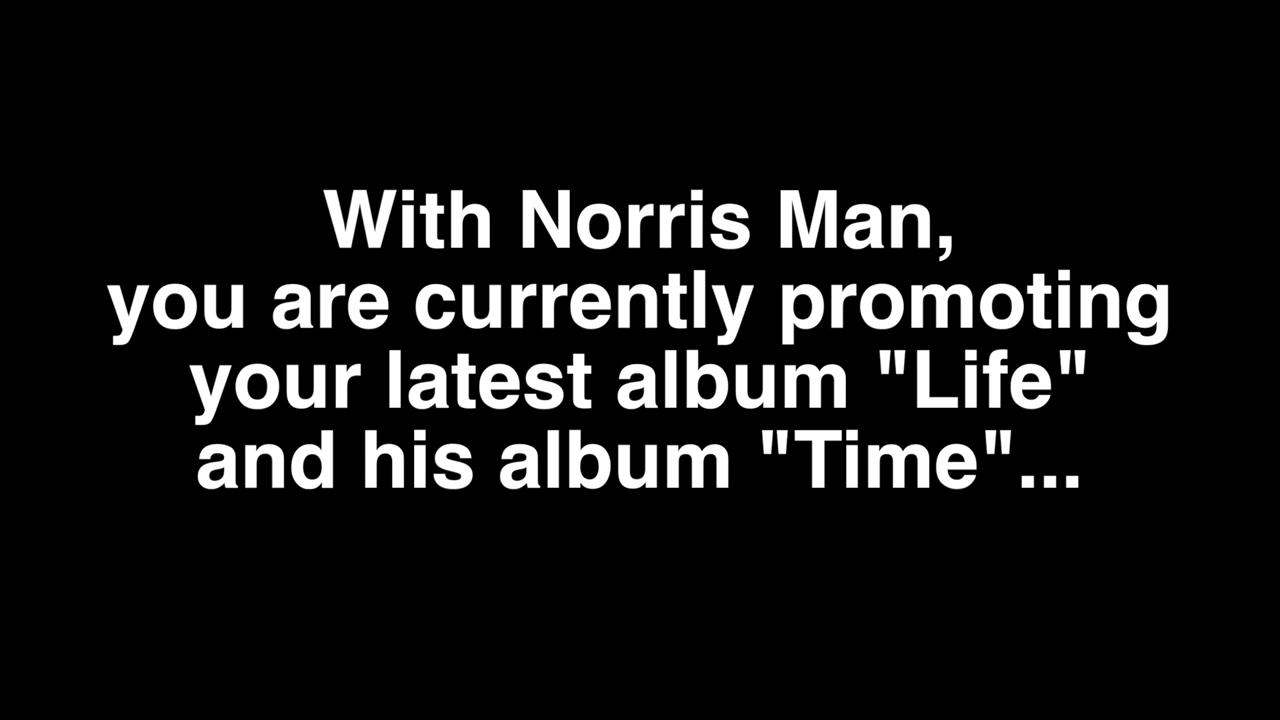 With Norris Man,
you are currently promoting
your latest album "Life"
and his album "Time"...